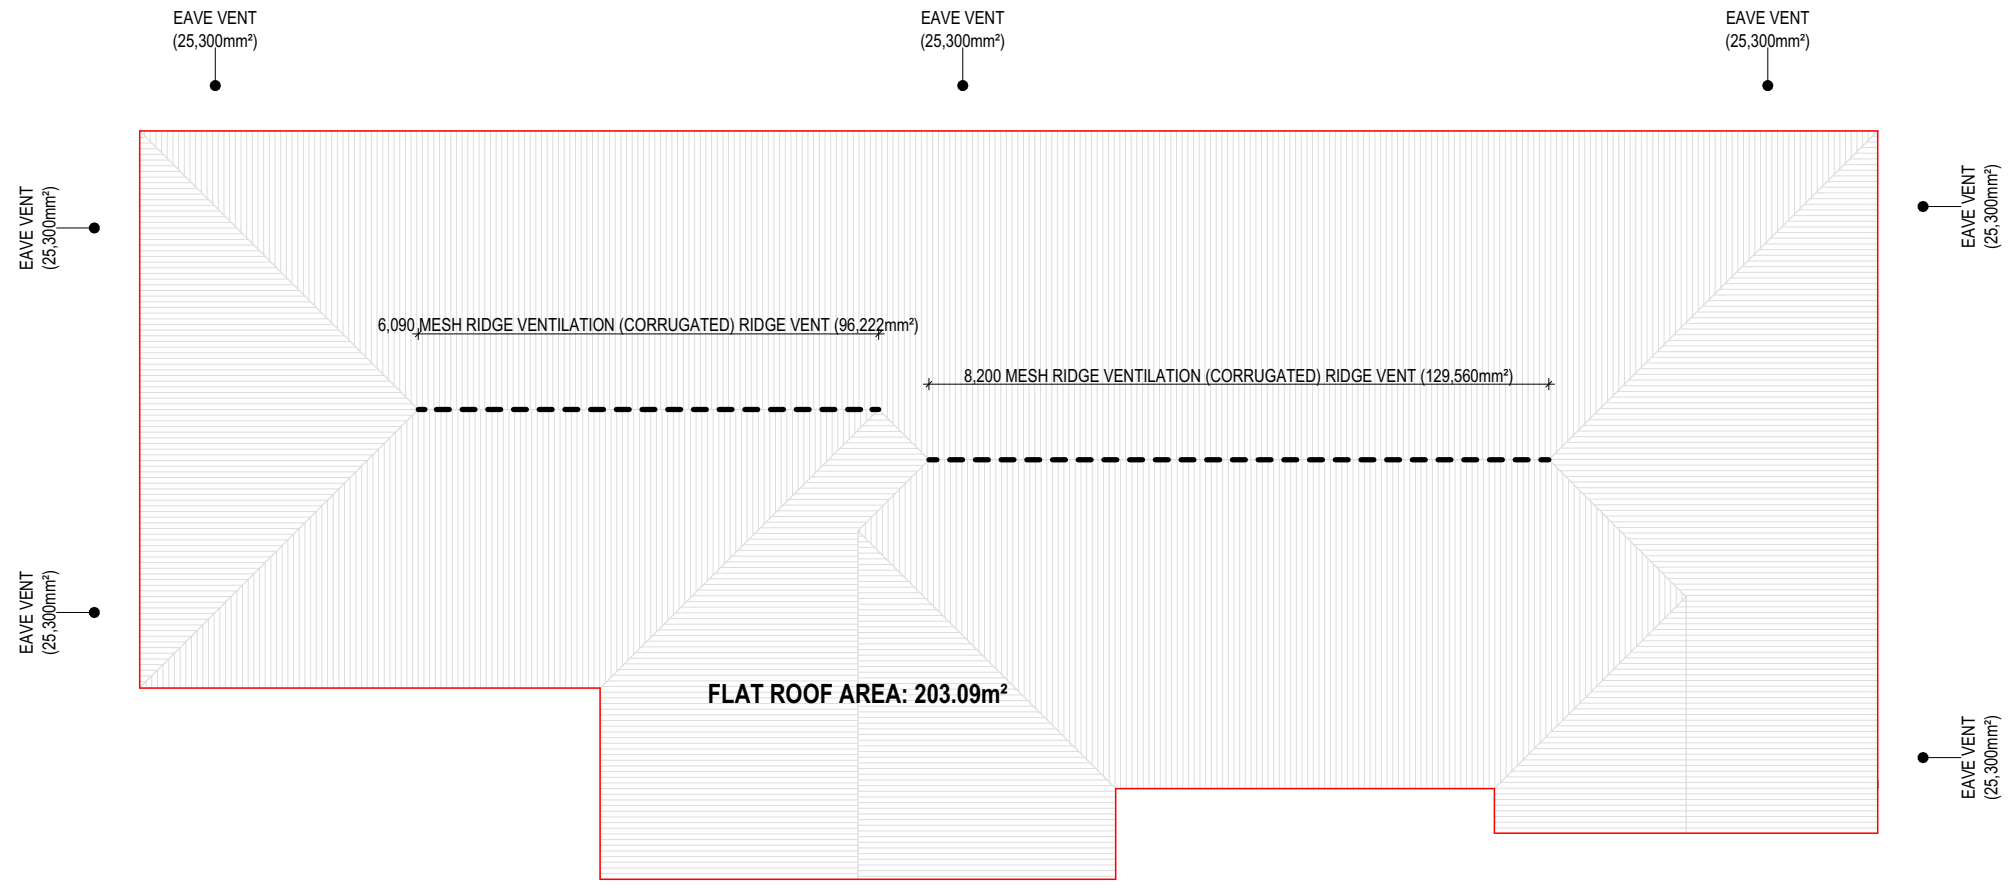 EAVE VENT
(25,300mm²)
EAVE VENT
(25,300mm²)
EAVE VENT
(25,300mm²)
EAVE VENT
(25,300mm²)
EAVE VENT
(25,300mm²)
6,090 MESH RIDGE VENTILATION (CORRUGATED) RIDGE VENT (96,222mm²)
8,200 MESH RIDGE VENTILATION (CORRUGATED) RIDGE VENT (129,560mm²)
EAVE VENT
(25,300mm²)
FLAT ROOF AREA: 203.09m²
EAVE VENT
(25,300mm²)